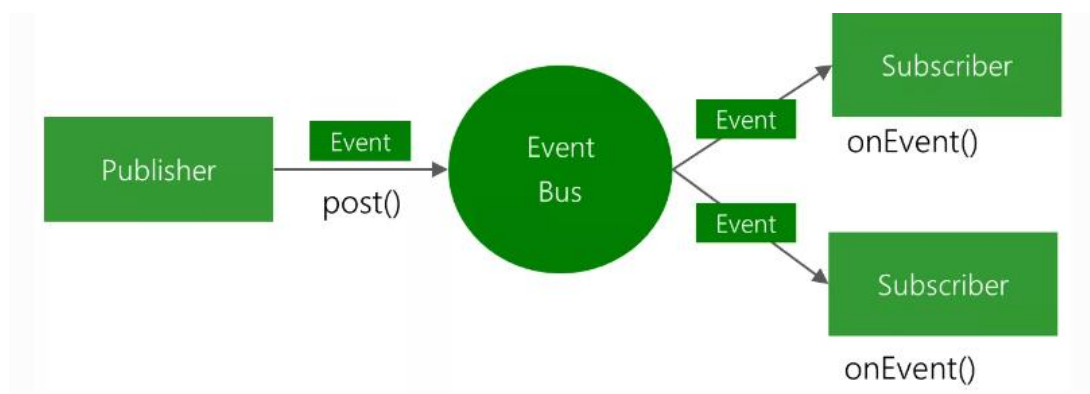 Publisher
Event
post()
Event
Bus
Event
Subscriber
onEvent()
Event
Subscriber
onEvent()